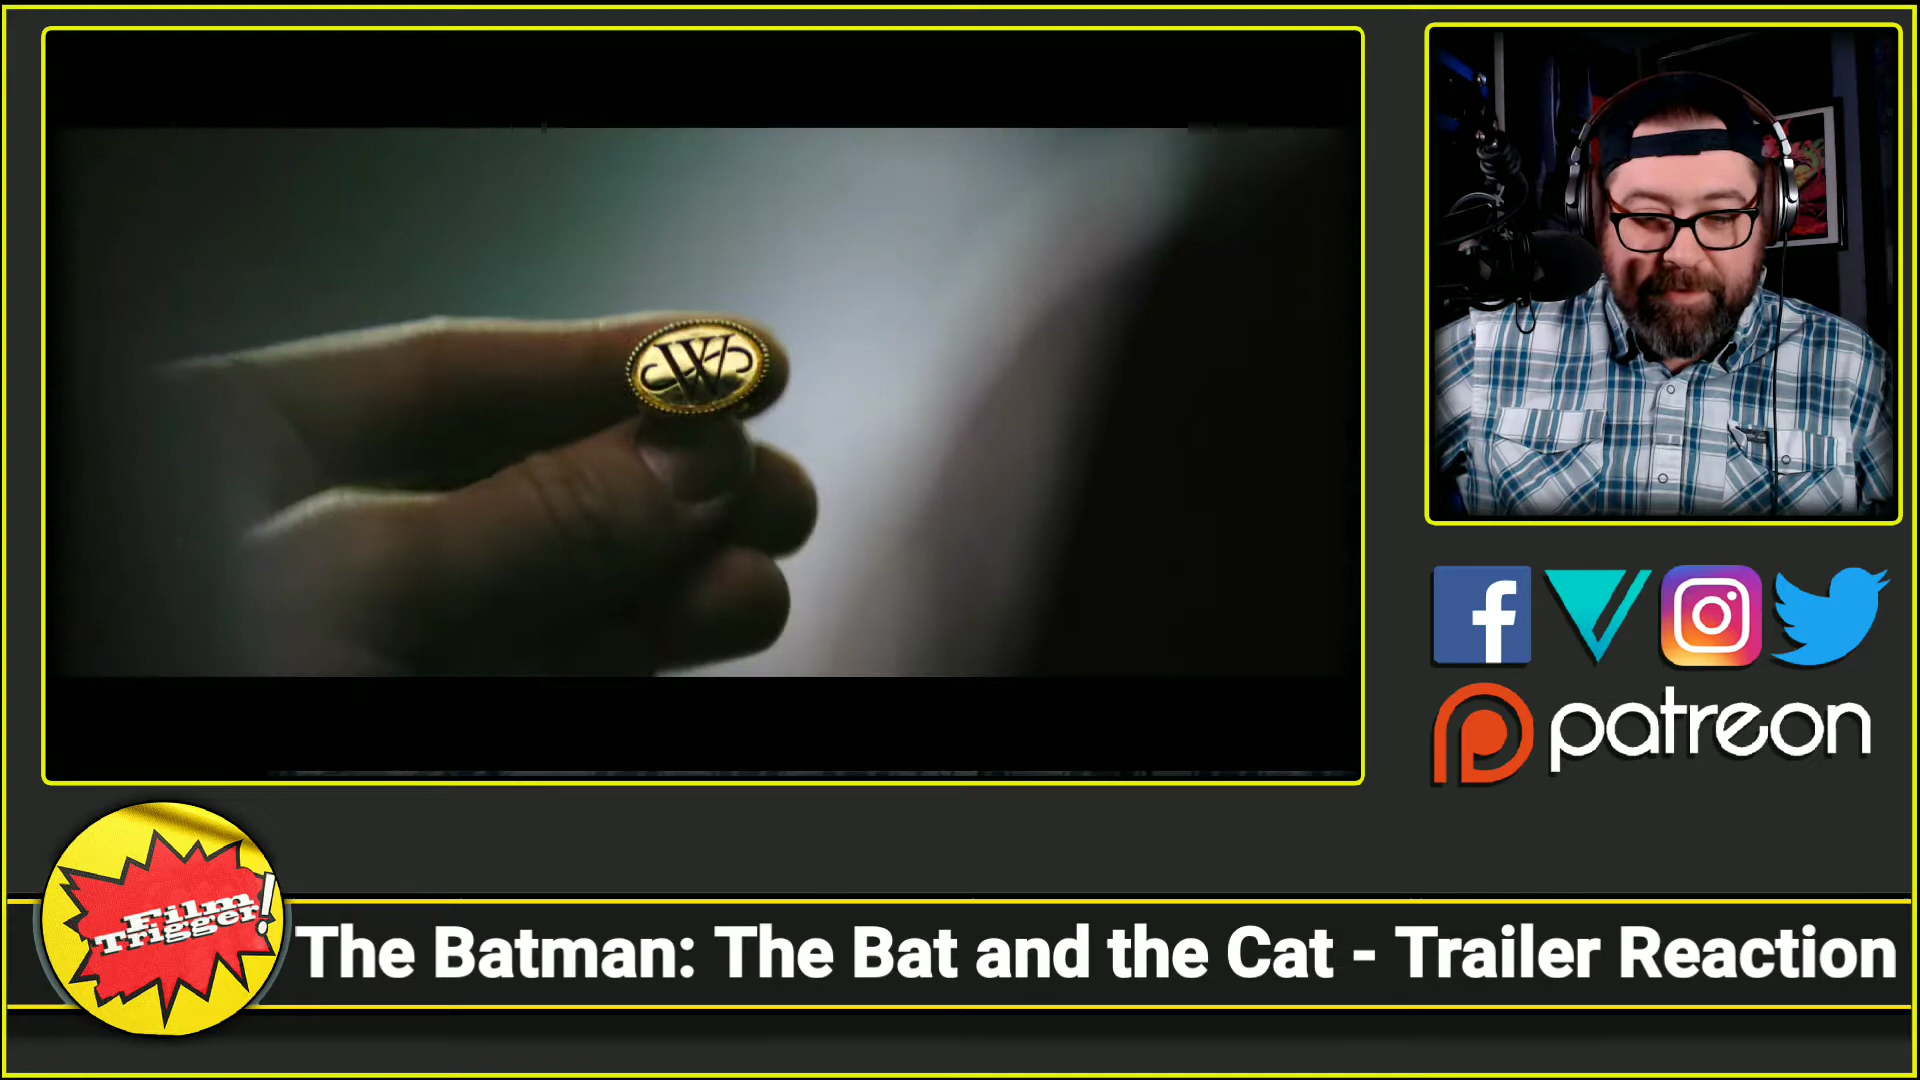 W
f
patreon
Film
Trigger!
The Batman: The Bat and the Cat - Trailer Reaction